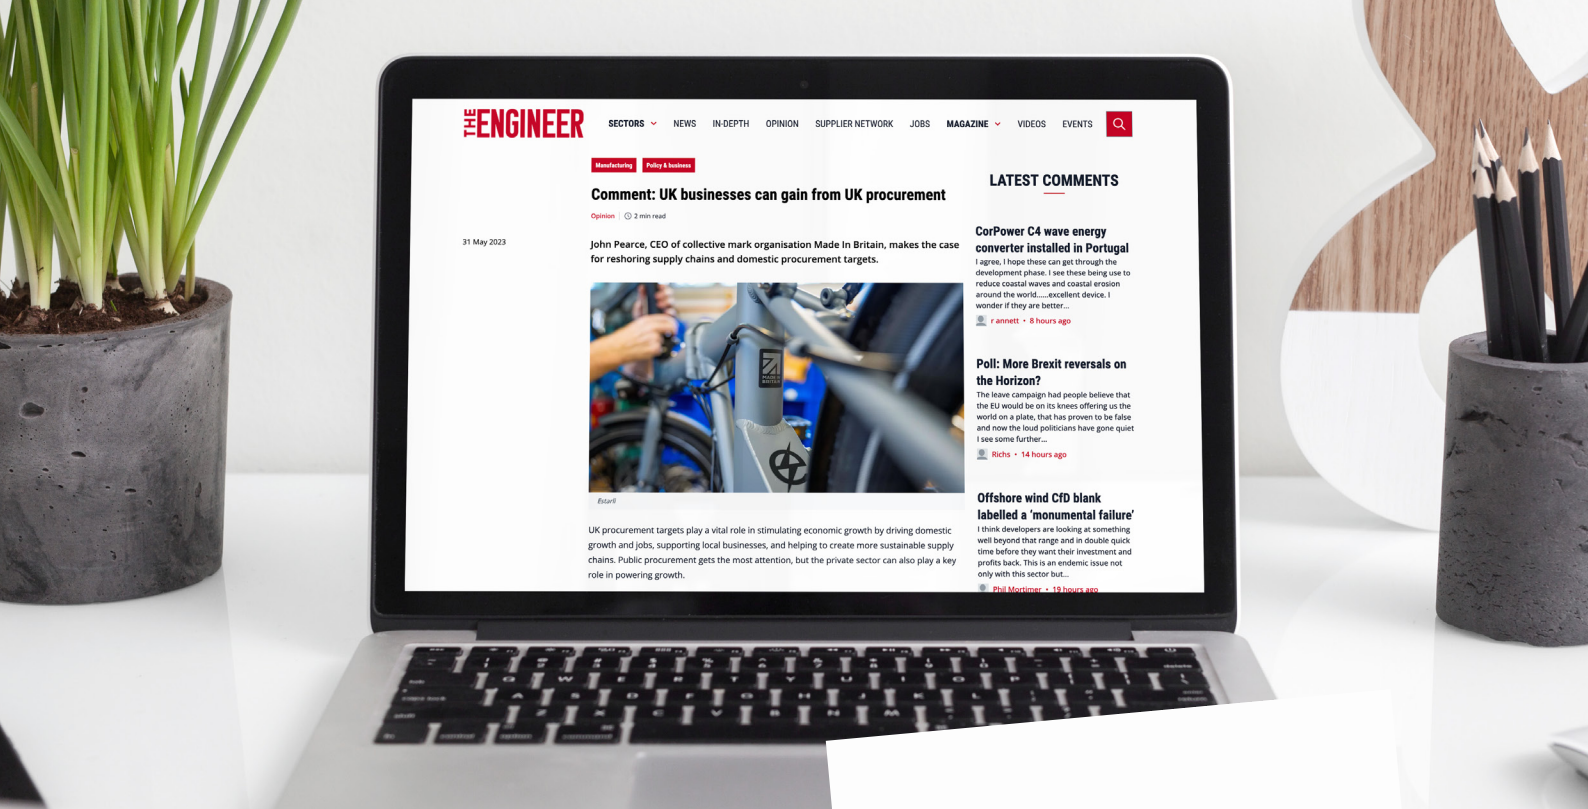 THE ENGINEER
SECTORS NEWS IN-DEPTH OPINION SUPPLIER NETWORK JOBS MAGAZINE VIDEOS EVENTS
Manufacturing Policy & business
Comment: UK businesses can gain from UK procurement
Opinion 2 min read
31 May 2023
John Pearce, CEO of collective mark organisation Made In Britain, makes the case
for reshoring supply chains and domestic procurement targets.
MADE IN
BRITAIN
Estarli
UK procurement targets play a vital role in stimulating economic growth by driving domestic
growth and jobs, supporting local businesses, and helping to create more sustainable supply
chains. Public procurement gets the most attention, but the private sector can also play a key
role in powering growth.
LATEST COMMENTS
CorPower C4 wave energy
converter installed in Portugal
I agree, I hope these can get through the
development phase. I see these being use to
reduce coastal waves and coastal erosion
around the world......excellent device. I
wonder if they are better...
r annett • 8 hours ago
Poll: More Brexit reversals on
the Horizon?
The leave campaign had people believe that
the EU would be on its knees offering us the
world on a plate, that has proven to be false
and now the loud politicians have gone quiet
I see some further...
Richs • 14 hours ago
Offshore wind CfD blank
labelled a ‘monumental failure’
I think developers are looking at something
well beyond that range and in double quick
time before they want their investment and
profits back. This is an endemic issue not
only with this sector but...
Phil Mortimer • 19 hours ago